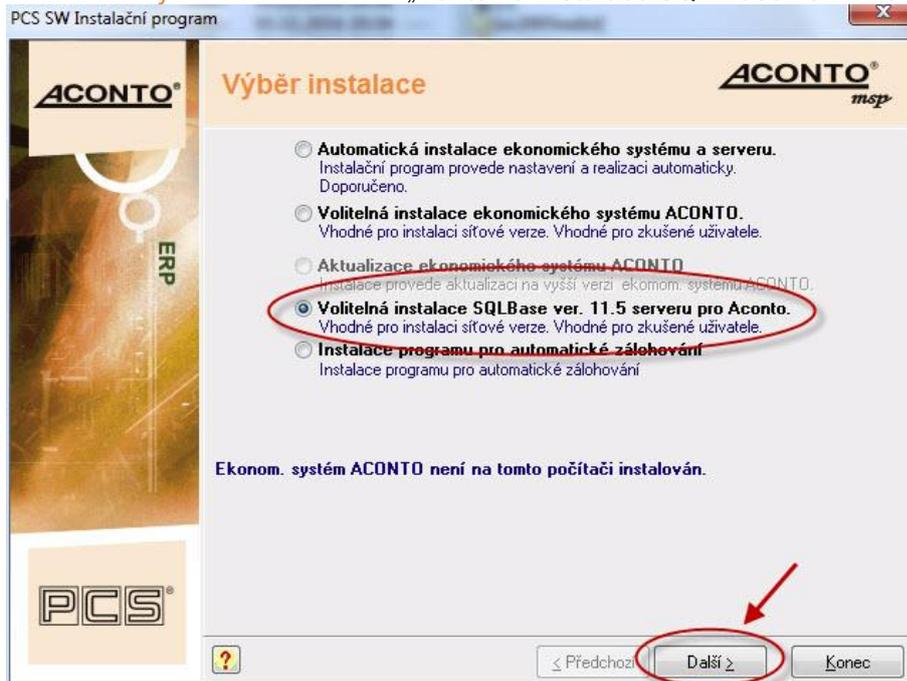 PCS SW Instalační program
ACONTO®
Výběr instalace
ACONTO®
msp
Automatická instalace ekonomického systému a serveru.
Instalační program provede nastavení a realizaci automaticky.
Doporučeno.
Volitelná instalace ekonomického systému ACONTO.
Vhodné pro instalaci síťové verze. Vhodné pro zkušené uživatele.
ERP
Aktualizace ekonomického systému ACONTO
Instalace provede aktualizaci na vyšší verzi ekomom. systému ACONTO.
Volitelná instalace SQLBase ver. 11.5 serveru pro Aconto.
Vhodné pro instalaci síťové verze. Vhodné pro zkušené uživatele.
Instalace programu pro automatické zálohování
Instalace programu pro automatické zálohování
Ekonom. systém ACONTO není na tomto počítači instalován.
PCS®
?
< Předchozí
Další >
Konec